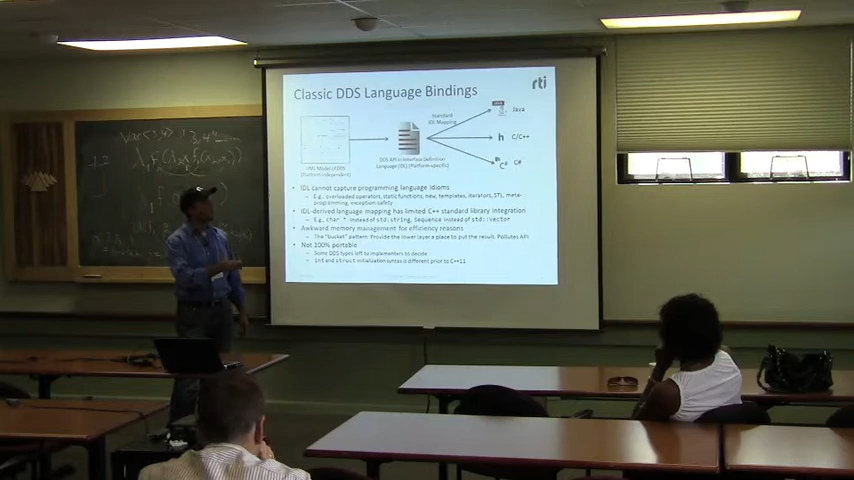 Classic DDS Language Bindings
rti
Standard
IDL Mapping
Java
h C/C++
C# C#
UML Model of DDS
(Platform-independent)
DDS API in Interface Definition
Language (IDL) (Platform-specific)
• IDL cannot capture programming language idioms
– E.g., overloaded operators, static functions, new, templates, iterators, STL, meta-
programming, exception safety
• IDL-derived language mapping has limited C++ standard library integration
– E.g. char * instead of std:string, Sequence instead of std::vector
• Awkward memory management for efficiency reasons
– The "bucket" pattern: Provide the lower layer a place to put the result. Pollutes API
• Not 100% portable
– Some DDS types left to implementers to decide
– int and struct initialization syntax is different prior to C++11